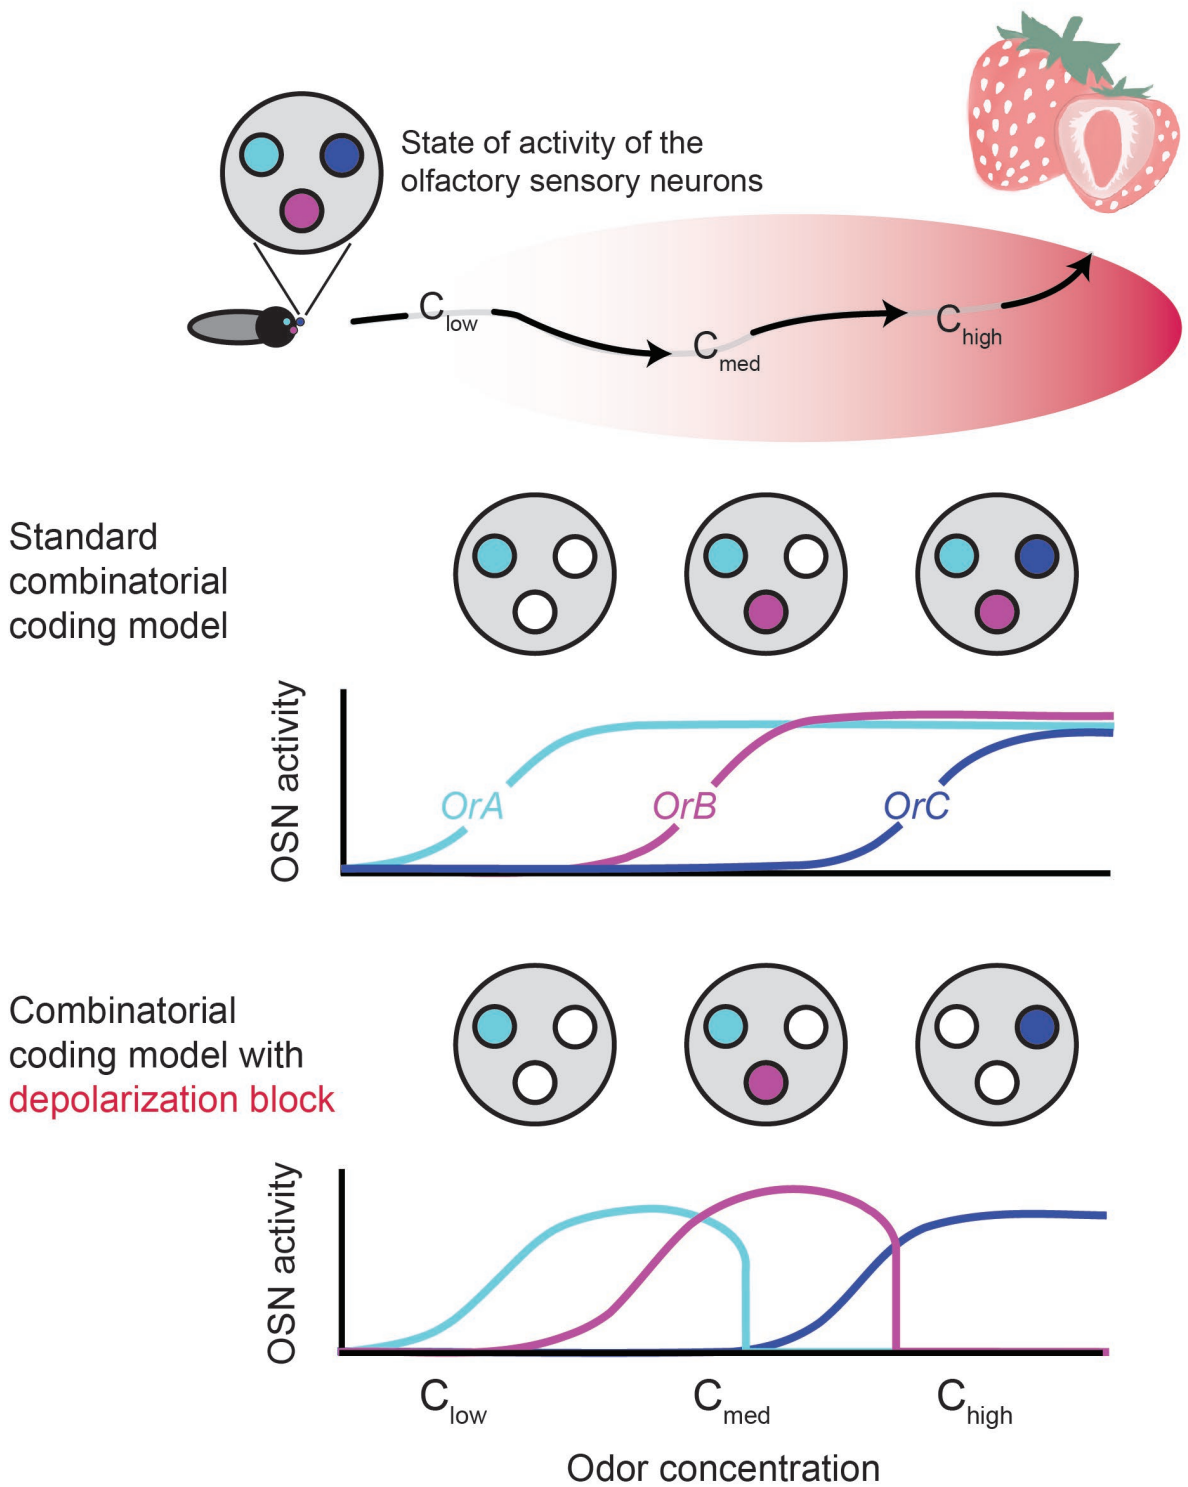 State of activity of the
olfactory sensory neurons
C low
C med
C high
Standard
combinatorial
coding model
OSN activity
OrA
OrB
OrC
Combinatorial
coding model with
depolarization block
OSN activity
C low
C med
C high
Odor concentration